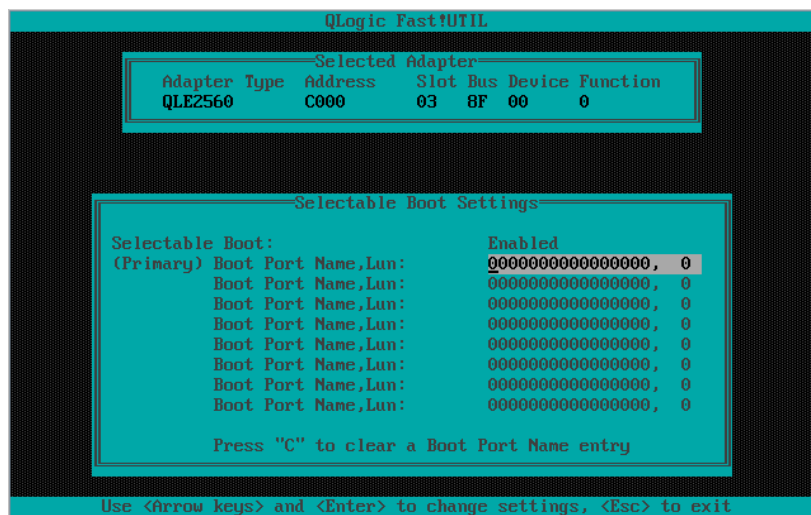 QLogic Fast!UTIL
Selected Adapter
Adapter Type Address Slot Bus Device Function
QLE2560 C000 03 8F 00 0
Selectable Boot Settings
Selectable Boot: Enabled
(Primary) Boot Port Name,Lun: 0000000000000000, 0
Boot Port Name,Lun: 0000000000000000, 0
Boot Port Name,Lun: 0000000000000000, 0
Boot Port Name,Lun: 0000000000000000, 0
Boot Port Name,Lun: 0000000000000000, 0
Boot Port Name,Lun: 0000000000000000, 0
Boot Port Name,Lun: 0000000000000000, 0
Boot Port Name,Lun: 0000000000000000, 0
Press "C" to clear a Boot Port Name entry
Use <Arrow keys> and <Enter> to change settings, <Esc> to exit